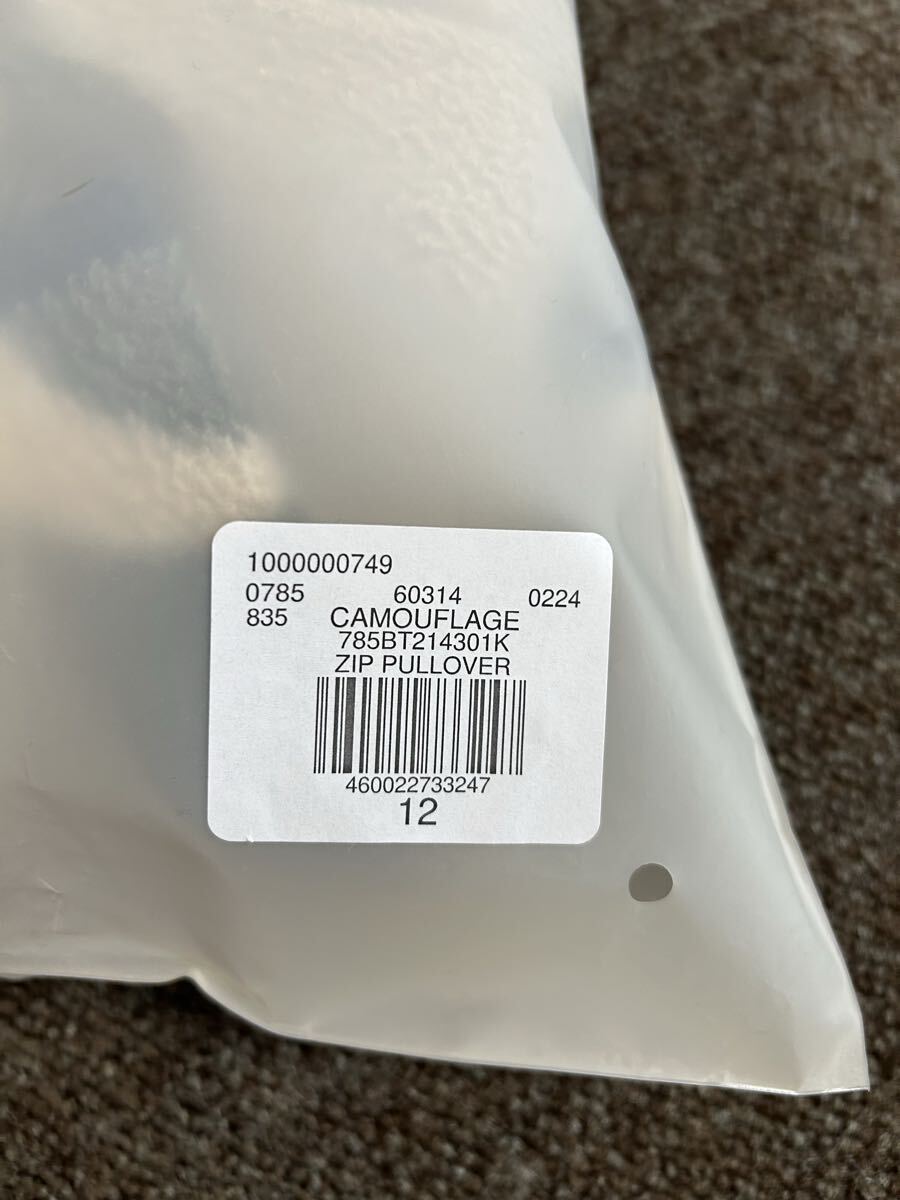 1000000749
0785 60314 0224
835 CAMOUFLAGE
785BT214301K
ZIP PULLOVER
460022733247
12